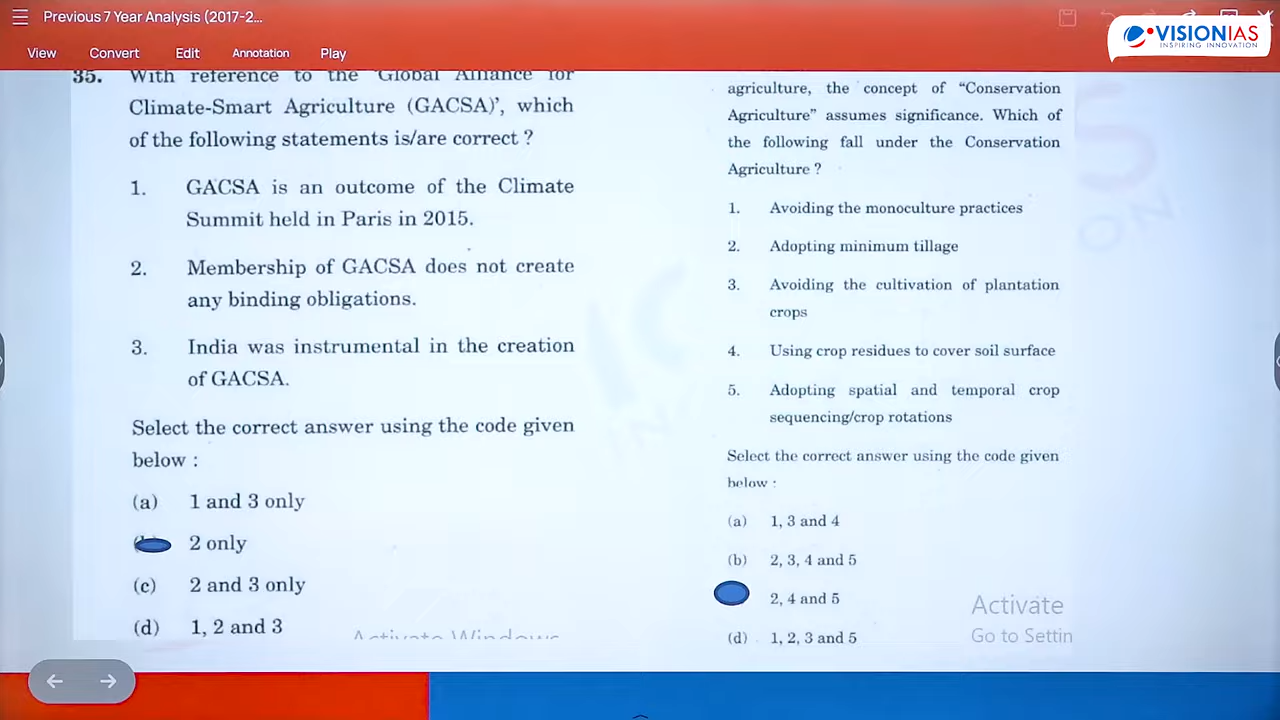 Previous 7 Year Analysis (2017-2...
VISIONIAS
INSPIRING INNOVATION
View Convert Edit Annotation Play
35. With reference to the 'Global Alliance for
Climate-Smart Agriculture (GACSA)', which
of the following statements is/are correct ?
1. GACSA is an outcome of the Climate
Summit held in Paris in 2015.
2. Membership of GACSA does not create
any binding obligations.
3. India was instrumental in the creation
of GACSA.
Select the correct answer using the code given
below :
(a) 1 and 3 only
2 only
(c) 2 and 3 only
(d) 1, 2 and 3
agriculture, the concept of “Conservation
Agriculture” assumes significance. Which of
the following fall under the Conservation
Agriculture ?
1. Avoiding the monoculture practices
2. Adopting minimum tillage
3. Avoiding the cultivation of plantation
crops
4. Using crop residues to cover soil surface
5. Adopting spatial and temporal crop
sequencing/crop rotations
Select the correct answer using the code given
below :
(a) 1, 3 and 4
(b) 2, 3, 4 and 5
2, 4 and 5
(d) 1, 2, 3 and 5
Activate Windows
Activate
Go to Settin